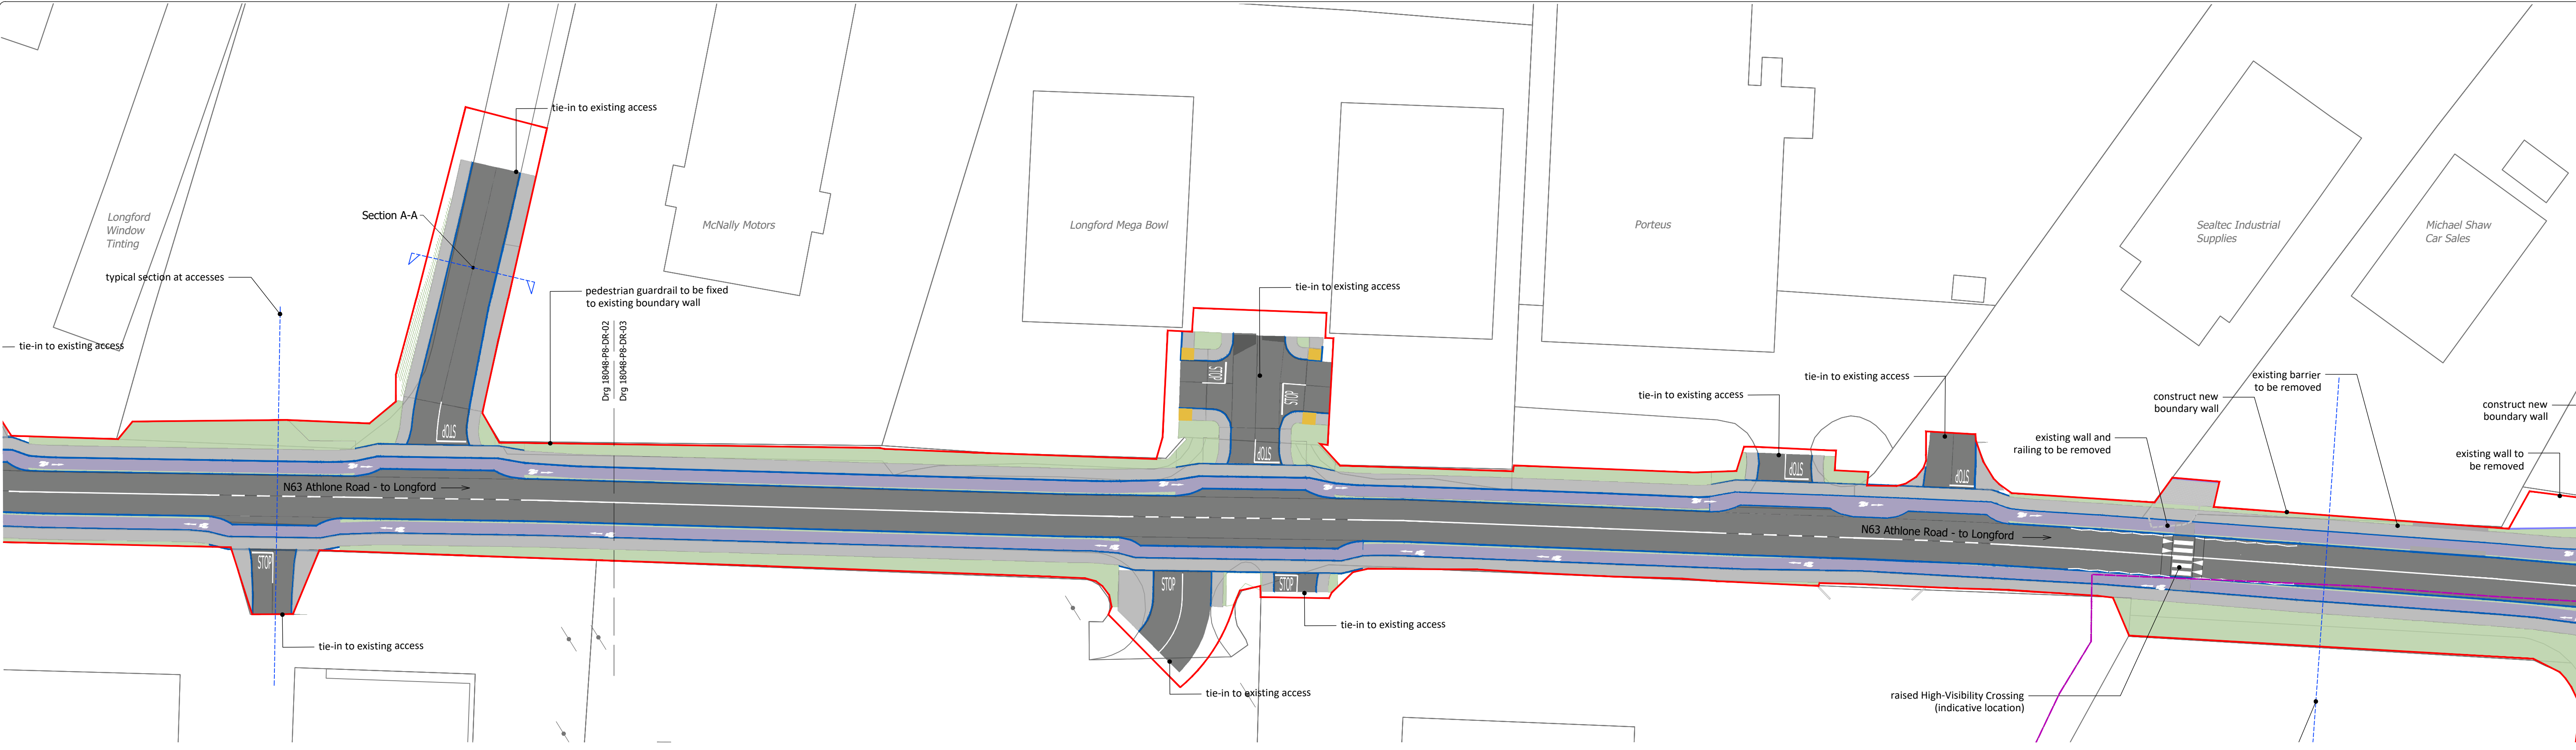 tie-in to existing access
Section A-A
Longford
Window
Tinting
typical section at accesses
tie-in to existing access
McNally Motors
pedestrian guardrail to be fixed
to existing boundary wall
Drg 18048-P8-DR-02
Drg 18048-P8-DR-03
STOP
N63 Athlone Road - to Longford
STOP
tie-in to existing access
Longford Mega Bowl
tie-in to existing access
STOP
STOP
STOP
STOP
STOP
tie-in to existing access
tie-in to existing access
Porteus
tie-in to existing access
tie-in to existing access
STOP
STOP
N63 Athlone Road - to Longford
Sealtec Industrial
Supplies
Michael Shaw
Car Sales
existing barrier
to be removed
construct new
boundary wall
existing wall and
railing to be removed
construct new
boundary wall
existing wall to
be removed
raised High-Visibility Crossing
(indicative location)